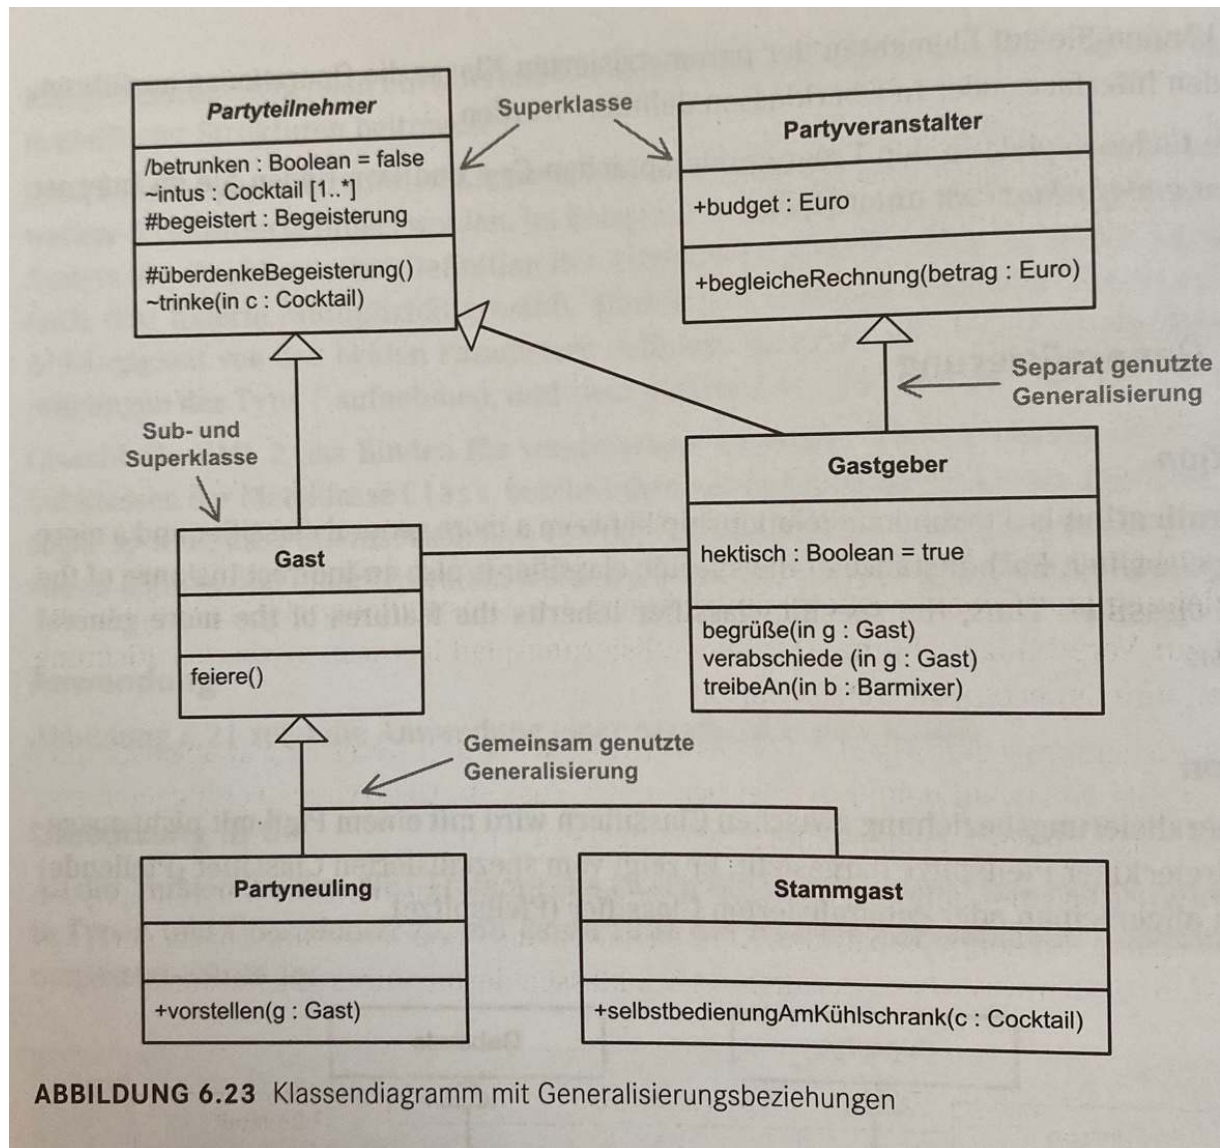 Partyteilnehmer
/betrunken : Boolean = false
~intus : Cocktail [1..*]
#begeistert : Begeisterung
#überdenkeBegeisterung()
~trinke(in c : Cocktail)
Superklasse
Partyveranstalter
+budget : Euro
+begleicheRechnung(betrag : Euro)
Separat genutzte
Generalisierung
Sub- und
Superklasse
Gast
feiere()
Gastgeber
hektisch : Boolean = true
begrüße(in g : Gast)
verabschiede (in g : Gast)
treibeAn(in b : Barmixer)
Gemeinsam genutzte
Generalisierung
Partyneuling
+vorstellen(g : Gast)
Stammgast
+selbstbedienungAmKühlschrank(c : Cocktail)
ABBILDUNG 6.23 Klassendiagramm mit Generalisierungsbeziehungen